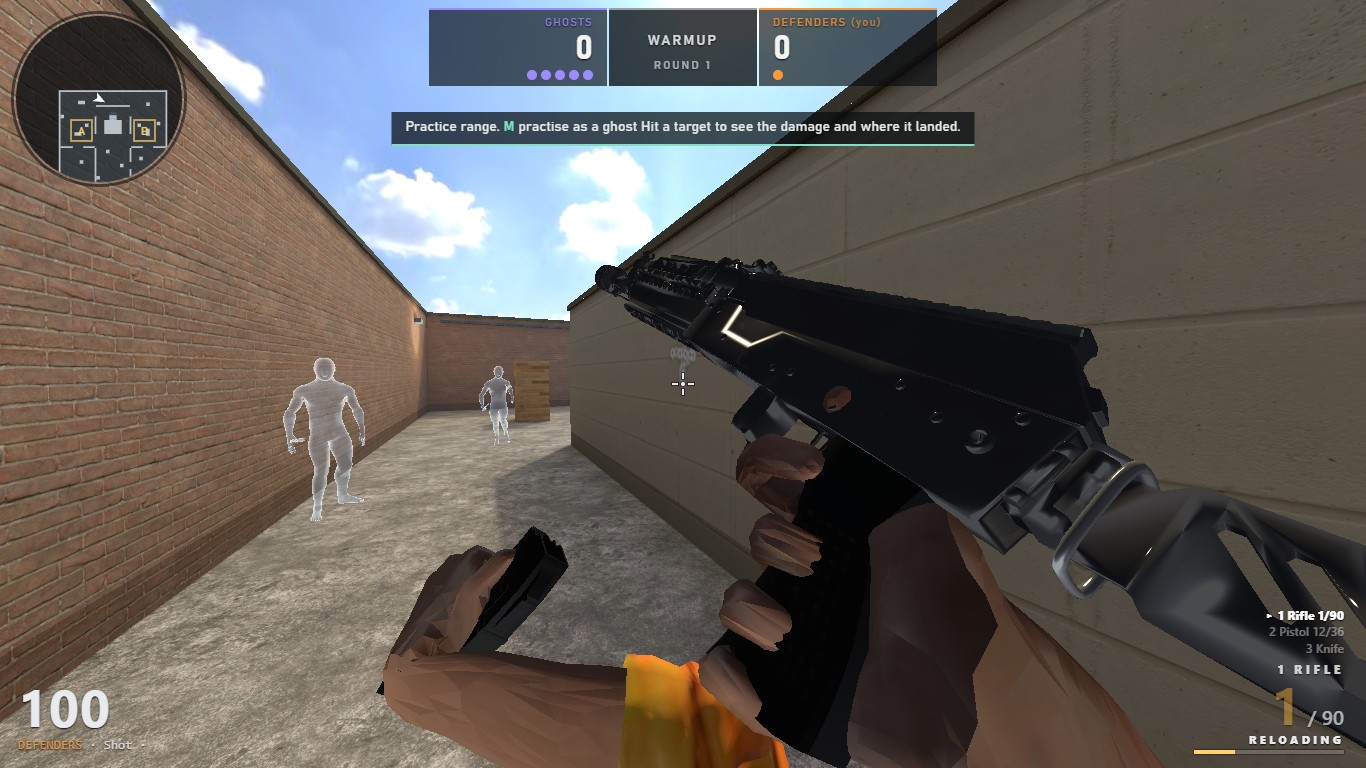 GHOSTS
0
WARMUP
ROUND 1
DEFENDERS (you)
0
A
B
Practice range. M practise as a ghost Hit a target to see the damage and where it landed.
▸ 1 Rifle 1/90
2 Pistol 12/36
3 Knife
1 RIFLE
1 / 90
RELOADING
100
DEFENDERS · Shot ·